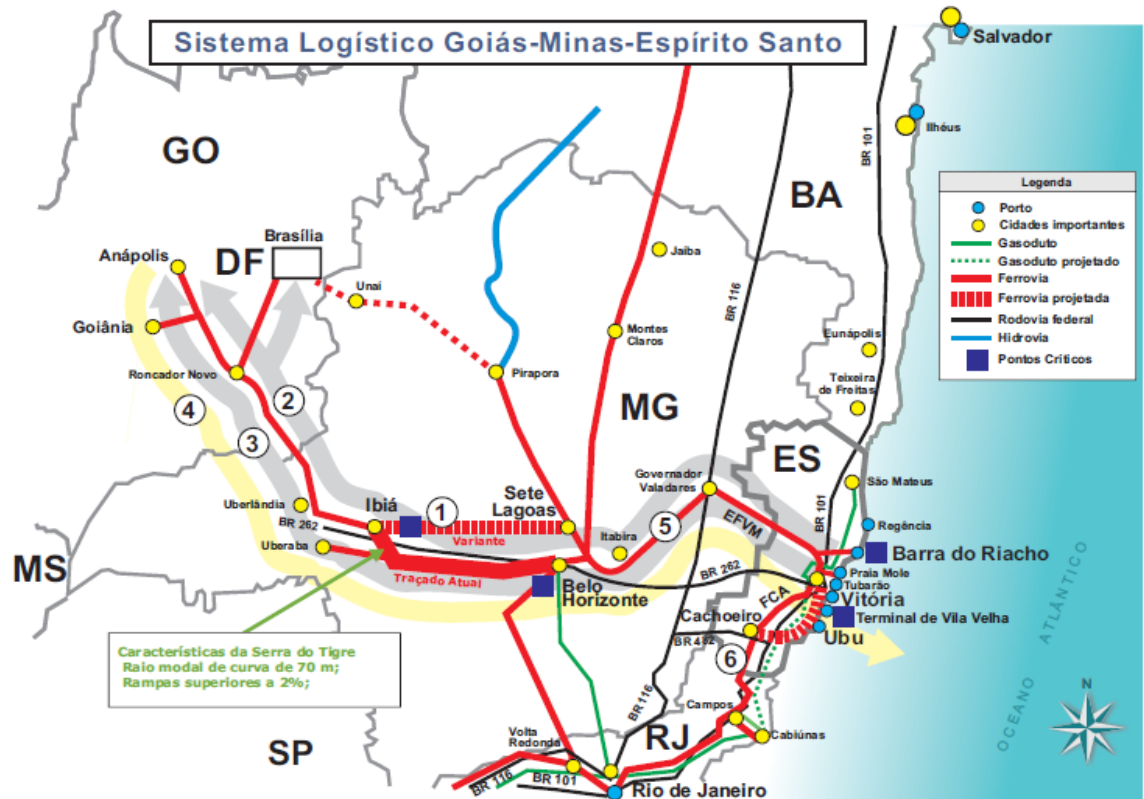 Sistema Logístico Goiás-Minas-Espírito Santo
Salvador
Ilhéus
GO
BA
BR 101
Legenda
Porto
Cidades importantes
Gasoduto
Gasoduto projetado
Ferrovia
Ferrovia projetada
Rodovia federal
Hidrovia
Pontos Críticos
Brasília
Anápolis
DF
Unaí
Jaíba
BR 116
Goiânia
Montes
Claros
Eunápolis
Roncador Novo
Pirapora
Teixeira
de Freitas
2
4
3
MG
ES
Governador
Valadares
São Mateus
Uberlândia
Ibiá
1
Sete
Lagoas
5
EFVM
BR 101
Regência
BR 262
Variante
Itabira
Uberaba
Barra do Riacho
MS
Traçado Atual
Belo
Horizonte
BR 262
Praia Mole
Tubarão
FCA
Vitória
Cachoeiro
Terminal de Vila Velha
Ubu
BR 482
6
Características da Serra do Tigre
Raio modal de curva de 70 m;
Rampas superiores a 2%;
OCEANO ATLÂNTICO
N
BR 116
Campos
Volta
Redonda
RJ
Cabiúnas
SP
BR 116
BR 101
Rio de Janeiro